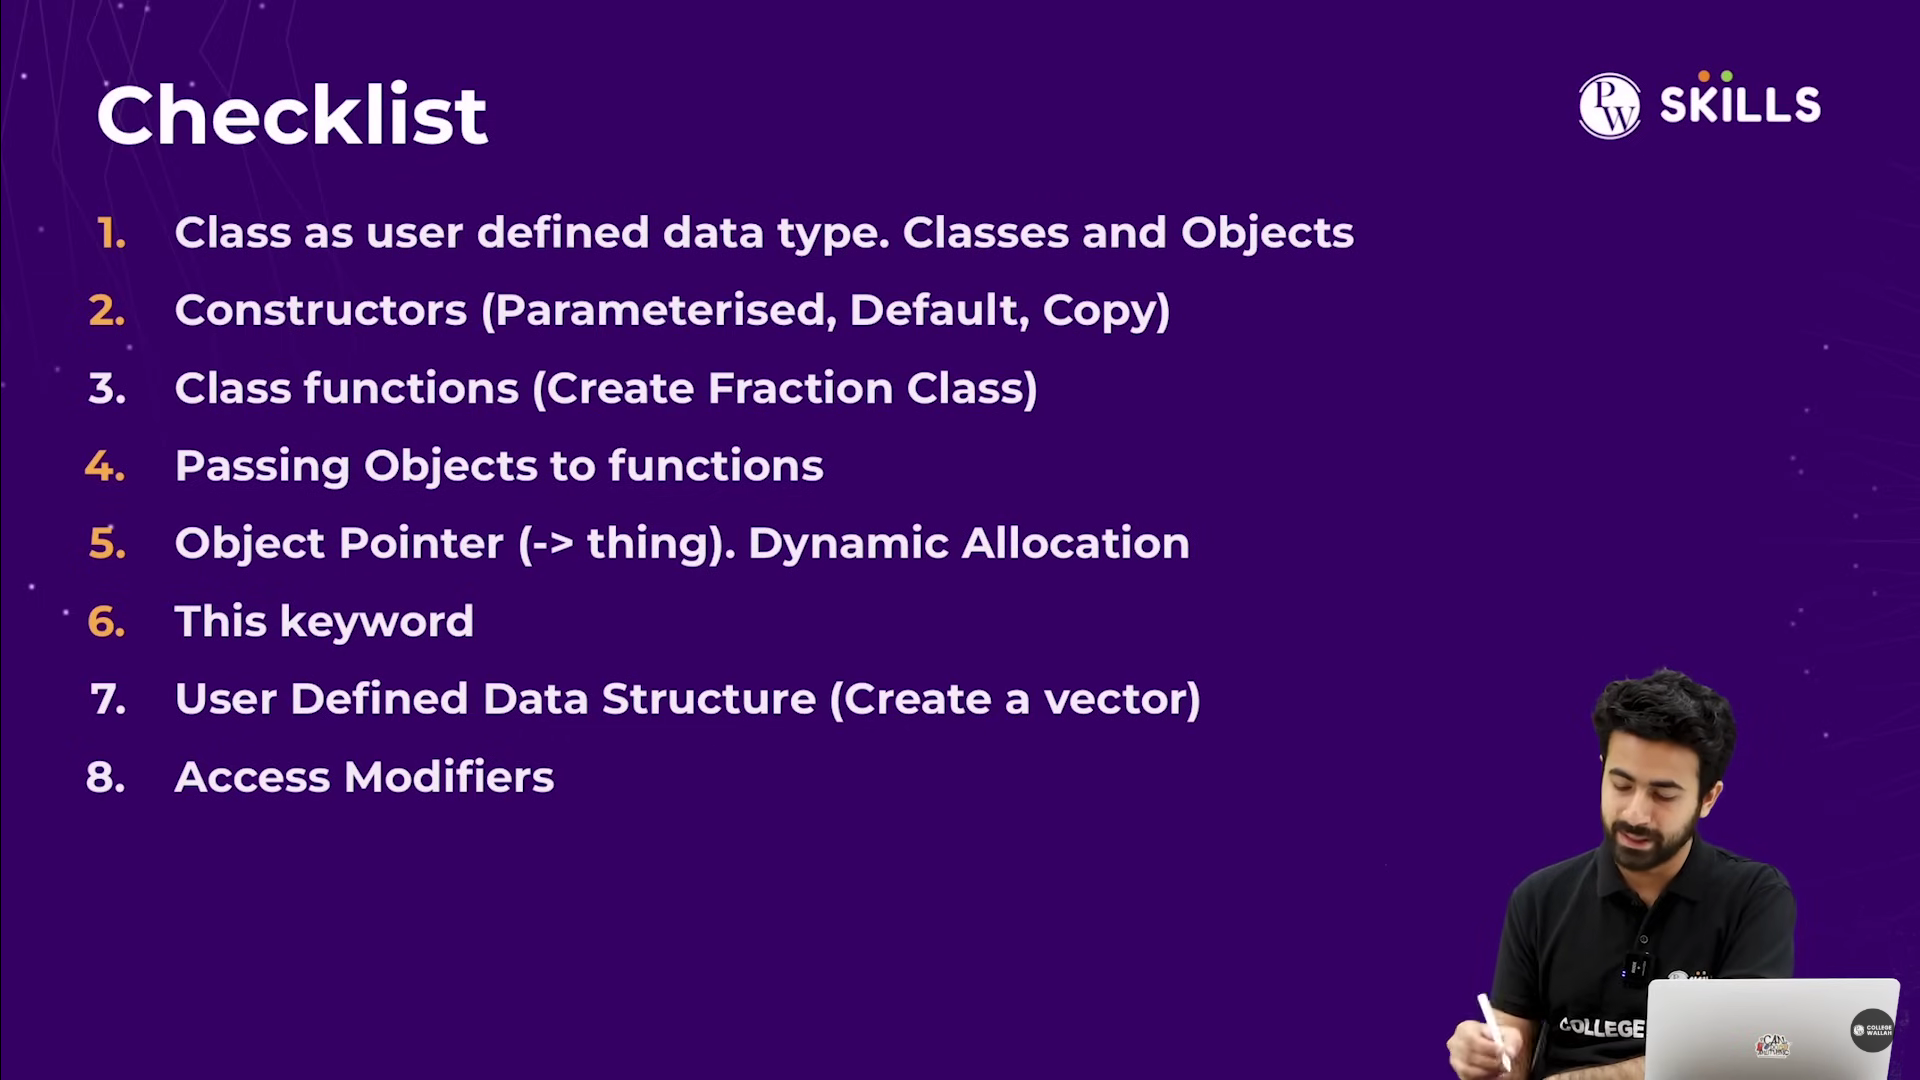 Checklist
PW SKILLS
1. Class as user defined data type. Classes and Objects
2. Constructors (Parameterised, Default, Copy)
3. Class functions (Create Fraction Class)
4. Passing Objects to functions
5. Object Pointer (-> thing). Dynamic Allocation
6. This keyword
7. User Defined Data Structure (Create a vector)
8. Access Modifiers
COLLEGE
COLLEGE
WALLAH